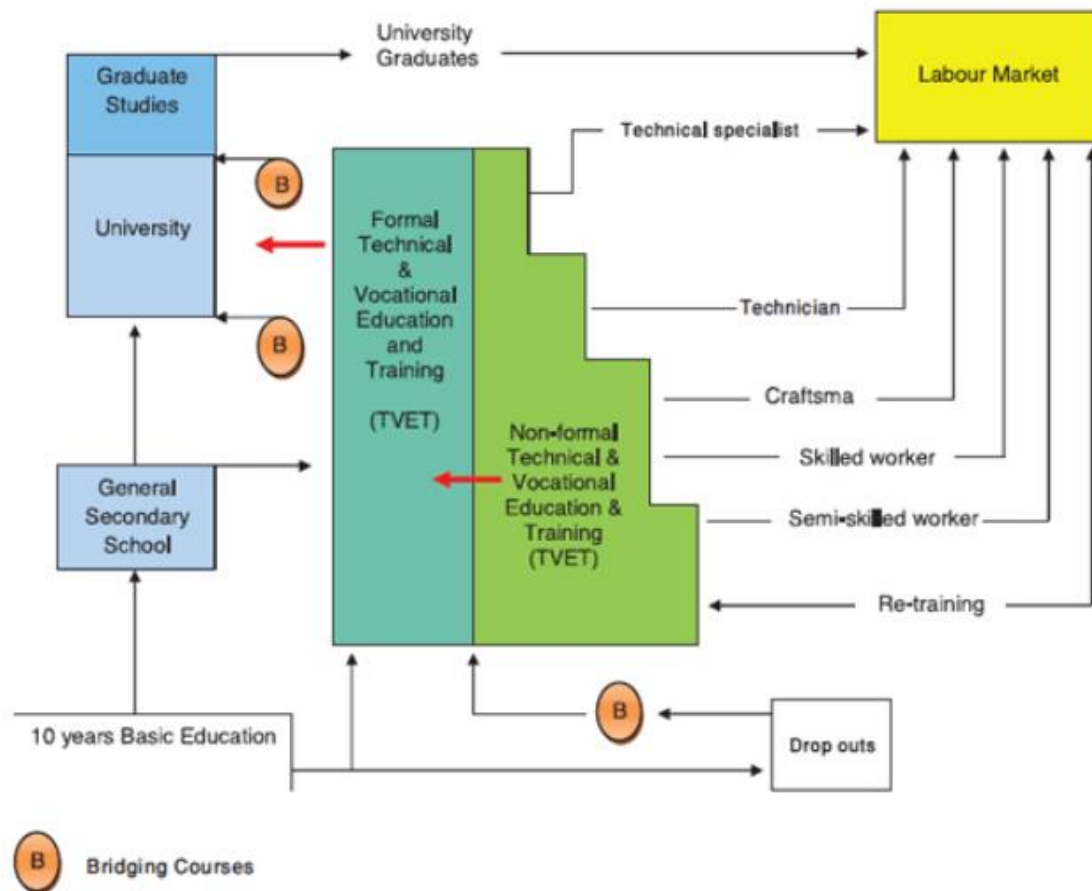 University
Graduates
Graduate
Studies
Labour Market
Technical specialist
B
University
Formal
Technical
&
Vocational
Education
and
Training
(TVET)
Technician
B
Craftsma
Non-formal
Technical &
Vocational
Education &
Training
(TVET)
Skilled worker
General
Secondary
School
Semi-skilled worker
Re-training
B
10 years Basic Education
Drop outs
B
Bridging Courses